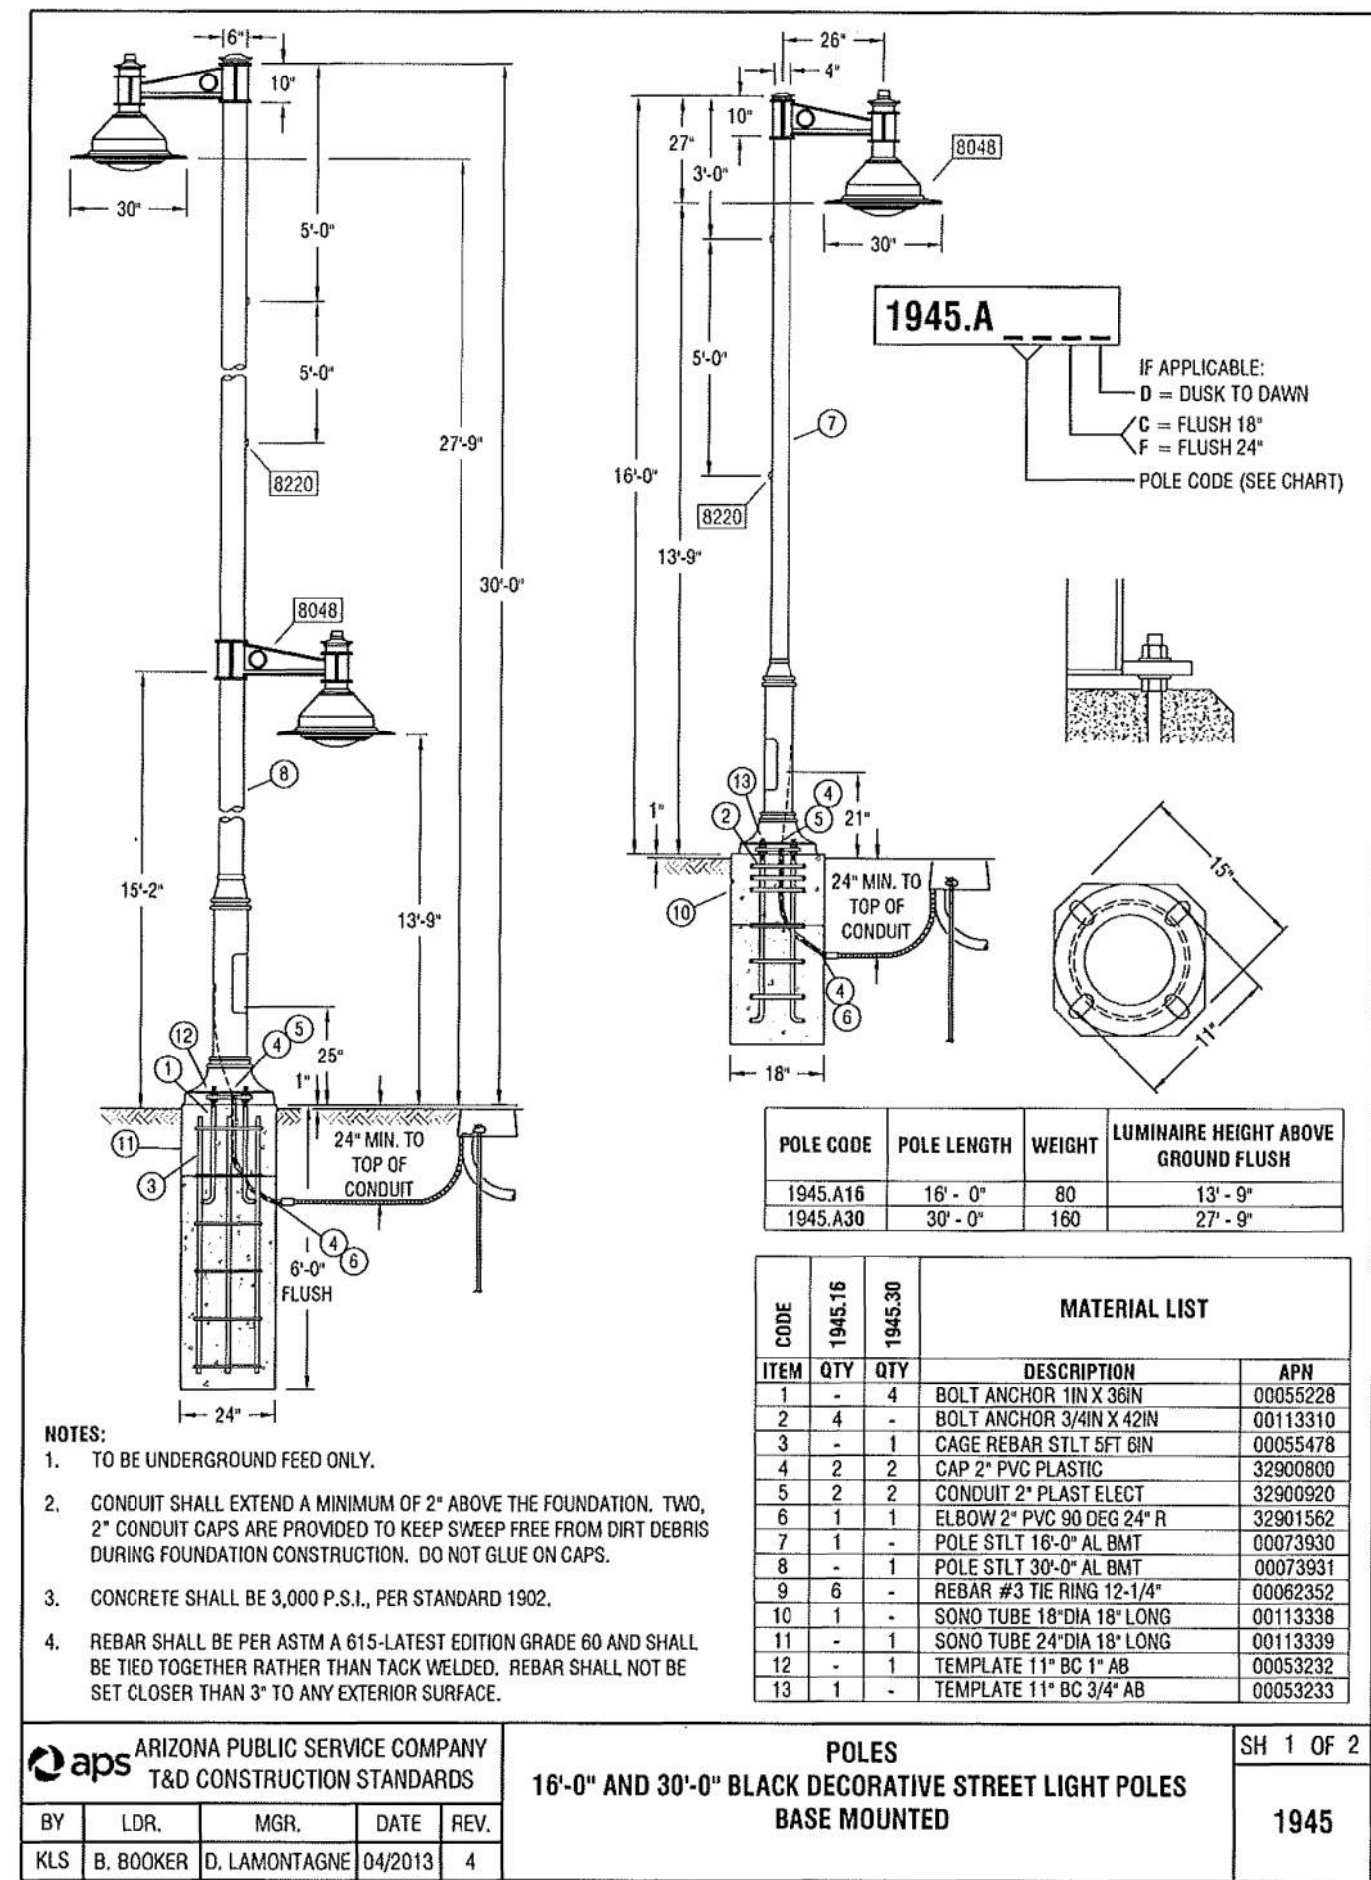 6"
10"
30"
5'-0"
5'-0"
8220
27'-9"
30'-0"
8048
8
15'-2"
13'-9"
25"
1"
12
4
5
1
11
3
24" MIN. TO
TOP OF
CONDUIT
4
6
6'-0"
FLUSH
24"
26"
4"
10"
27"
3'-0"
8048
30"
5'-0"
7
16'-0"
8220
13'-9"
13
4
1"
2
5
21"
10
24" MIN. TO
TOP OF
CONDUIT
4
6
18"
1945.A
IF APPLICABLE:
D = DUSK TO DAWN
C = FLUSH 18"
F = FLUSH 24"
POLE CODE (SEE CHART)
15"
11"
POLE CODE POLE LENGTH WEIGHT LUMINAIRE HEIGHT ABOVE
GROUND FLUSH
1945.A16 16' - 0" 80 13' - 9"
1945.A30 30' - 0" 160 27' - 9"
CODE 1945.16 1945.30 MATERIAL LIST
ITEM QTY QTY DESCRIPTION APN
1 - 4 BOLT ANCHOR 1IN X 36IN 00055228
2 4 - BOLT ANCHOR 3/4IN X 42IN 00113310
3 - 1 CAGE REBAR STLT 5FT 6IN 00055478
4 2 2 CAP 2" PVC PLASTIC 32900800
5 2 2 CONDUIT 2" PLAST ELECT 32900920
6 1 1 ELBOW 2" PVC 90 DEG 24" R 32901562
7 1 - POLE STLT 16'-0" AL BMT 00073930
8 - 1 POLE STLT 30'-0" AL BMT 00073931
9 6 - REBAR #3 TIE RING 12-1/4" 00062352
10 1 - SONO TUBE 18"DIA 18" LONG 00113338
11 - 1 SONO TUBE 24"DIA 18" LONG 00113339
12 - 1 TEMPLATE 11" BC 1" AB 00053232
13 1 - TEMPLATE 11" BC 3/4" AB 00053233
NOTES:
1. TO BE UNDERGROUND FEED ONLY.
2. CONDUIT SHALL EXTEND A MINIMUM OF 2" ABOVE THE FOUNDATION. TWO,
2" CONDUIT CAPS ARE PROVIDED TO KEEP SWEEP FREE FROM DIRT DEBRIS
DURING FOUNDATION CONSTRUCTION. DO NOT GLUE ON CAPS.
3. CONCRETE SHALL BE 3,000 P.S.I., PER STANDARD 1902.
4. REBAR SHALL BE PER ASTM A 615-LATEST EDITION GRADE 60 AND SHALL
BE TIED TOGETHER RATHER THAN TACK WELDED. REBAR SHALL NOT BE
SET CLOSER THAN 3" TO ANY EXTERIOR SURFACE.
aps ARIZONA PUBLIC SERVICE COMPANY
T&D CONSTRUCTION STANDARDS
BY LDR. MGR. DATE REV.
KLS B. BOOKER D. LAMONTAGNE 04/2013 4
POLES
16'-0" AND 30'-0" BLACK DECORATIVE STREET LIGHT POLES
BASE MOUNTED
SH 1 OF 2
1945